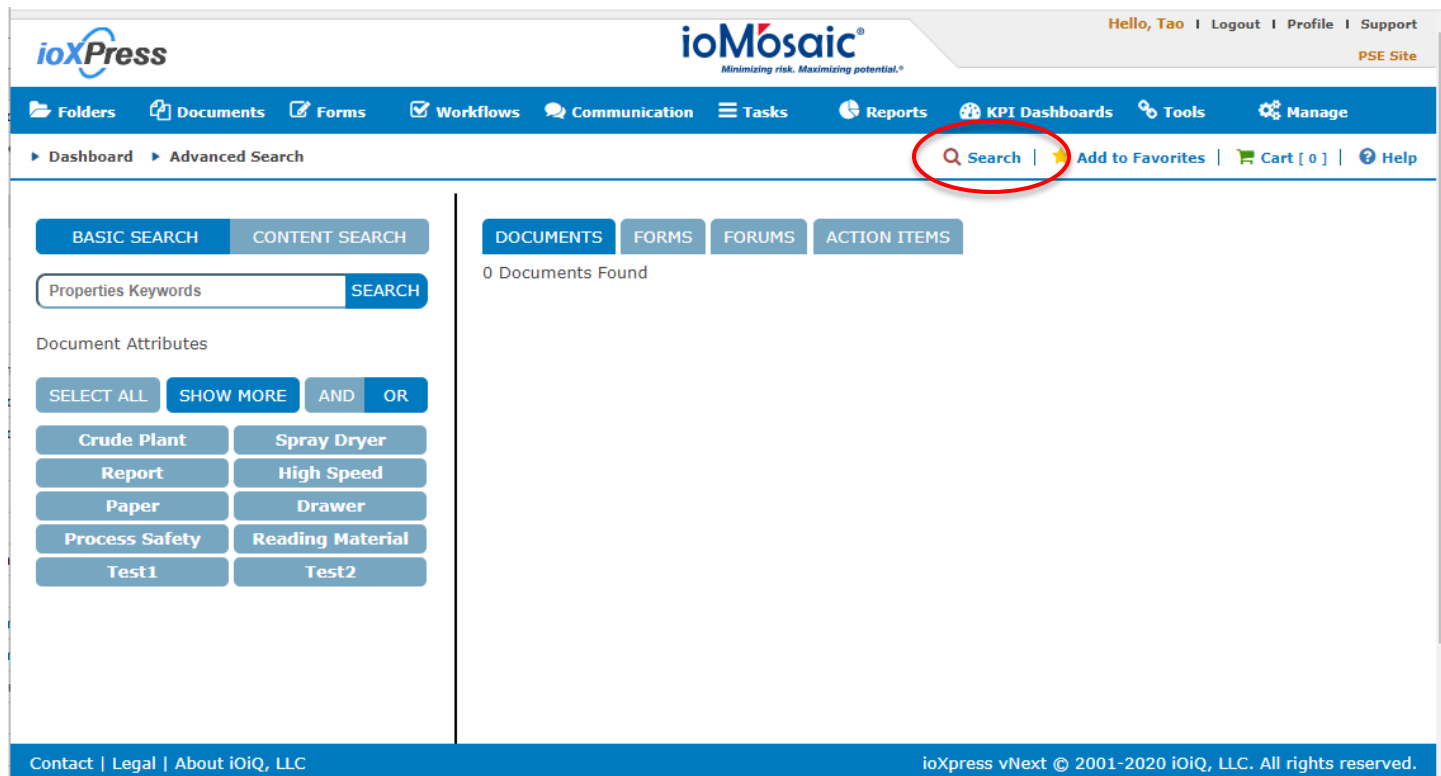 Hello, Tao I Logout I Profile I Support
ioXPress
ioMosaic®
Minimizing risk. Maximizing potential.®
PSE Site
Folders Documents Forms Workflows Communication Tasks Reports KPI Dashboards Tools Manage
Dashboard Advanced Search Search | Add to Favorites | Cart [ 0 ] | Help
BASIC SEARCH CONTENT SEARCH
DOCUMENTS FORMS FORUMS ACTION ITEMS
0 Documents Found
Properties Keywords SEARCH
Document Attributes
SELECT ALL SHOW MORE AND OR
Crude Plant Spray Dryer
Report High Speed
Paper Drawer
Process Safety Reading Material
Test1 Test2
Contact | Legal | About iOiQ, LLC ioXpress vNext © 2001-2020 iOiQ, LLC. All rights reserved.